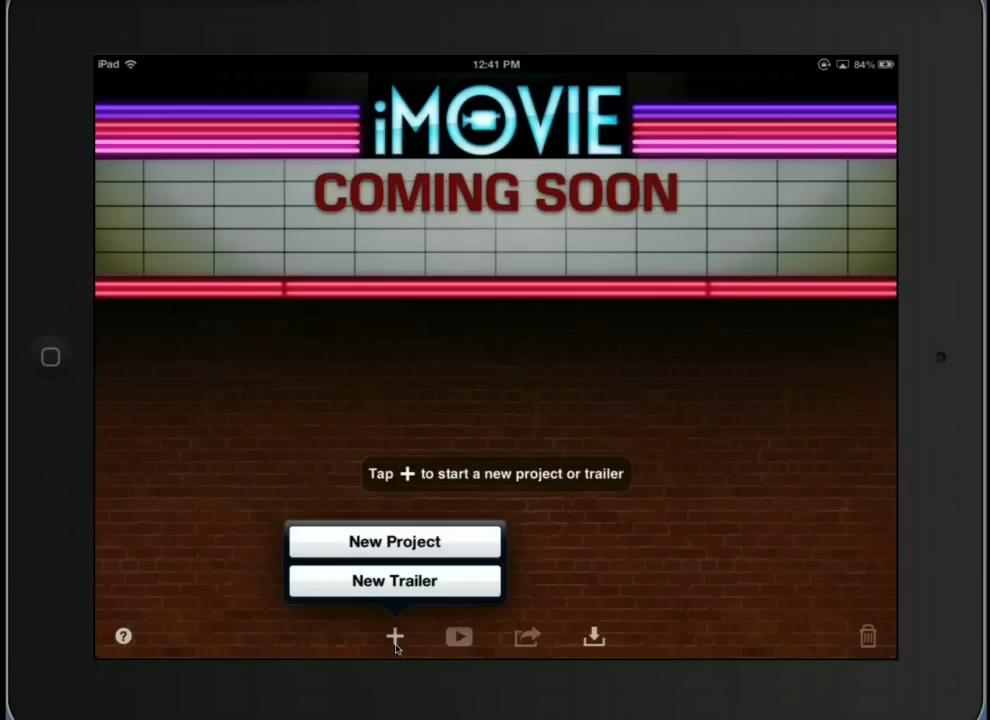 iPad
12:41 PM
84%
iMOVIE
COMING SOON
Tap + to start a new project or trailer
New Project
New Trailer
?
+